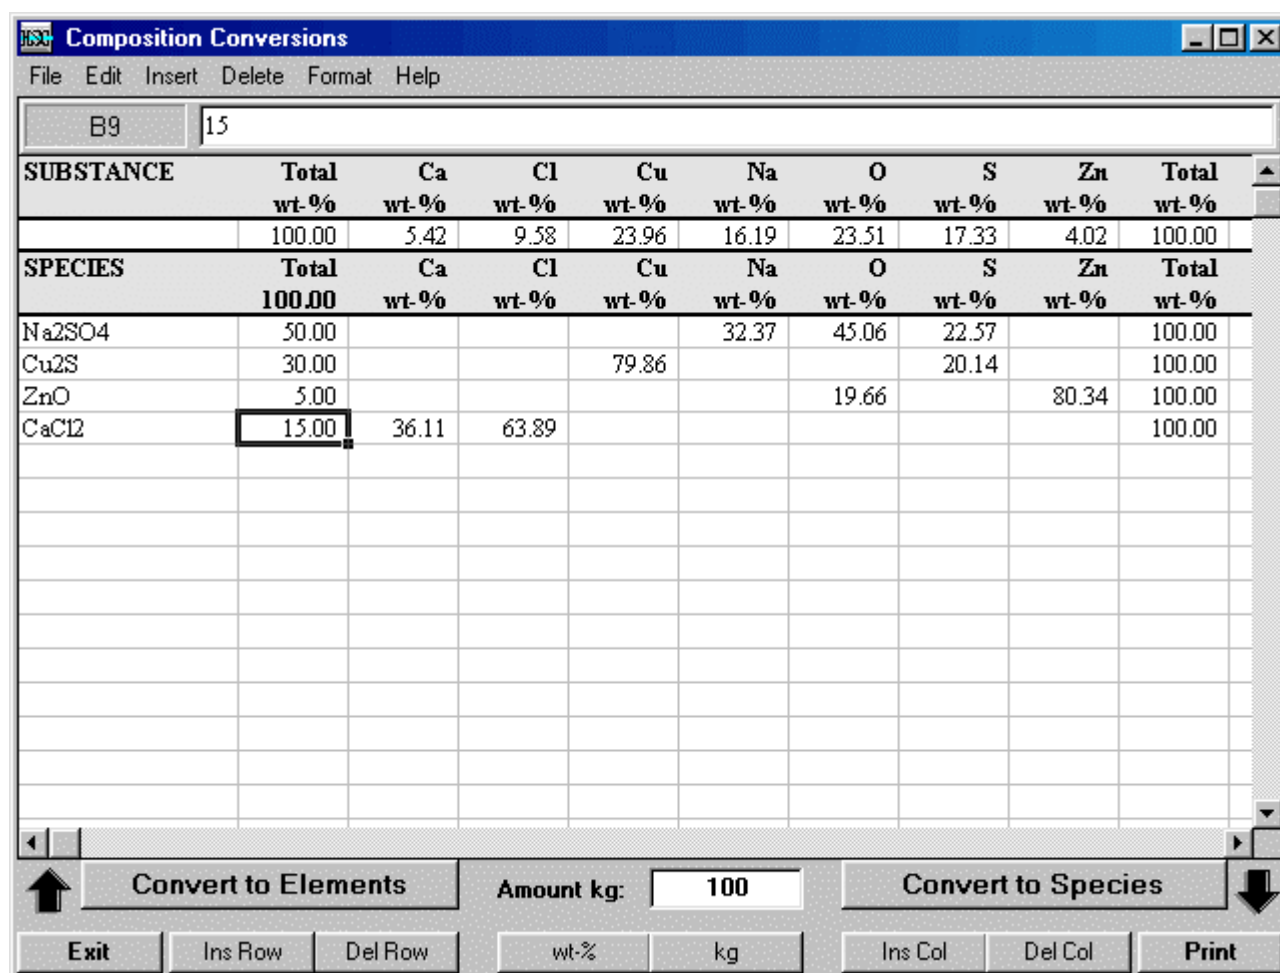 HSC Composition Conversions
File Edit Insert Delete Format Help
B9 15
SUBSTANCE Total Ca Cl Cu Na O S Zn Total
wt-% wt-% wt-% wt-% wt-% wt-% wt-% wt-% wt-%
100.00 5.42 9.58 23.96 16.19 23.51 17.33 4.02 100.00
SPECIES Total Ca Cl Cu Na O S Zn Total
100.00 wt-% wt-% wt-% wt-% wt-% wt-% wt-% wt-%
Na2SO4 50.00 32.37 45.06 22.57 100.00
Cu2S 30.00 79.86 20.14 100.00
ZnO 5.00 19.66 80.34 100.00
CaCl2 15.00 36.11 63.89 100.00
Convert to Elements Amount kg: 100 Convert to Species
Exit Ins Row Del Row wt-% kg Ins Col Del Col Print